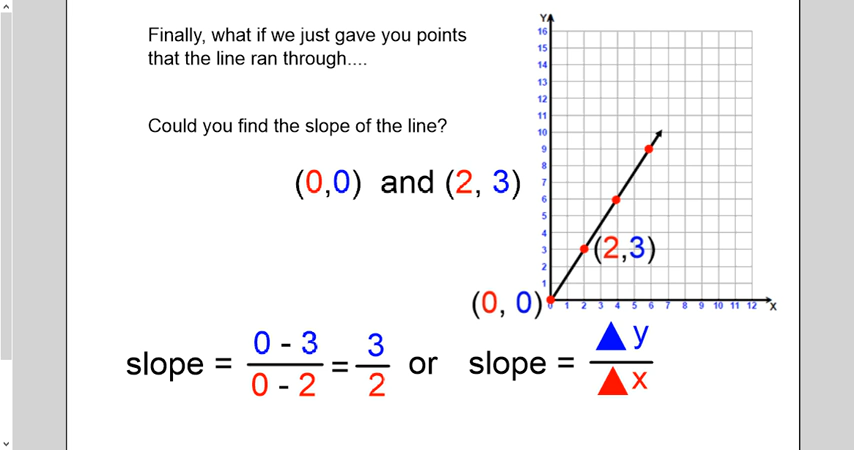 Finally, what if we just gave you points
that the line ran through....
Could you find the slope of the line?
(0,0) and (2, 3)
Y
16
15
14
13
12
11
10
9
8
7
6
5
4
3
2
1
(2,3)
(0, 0)
0 1 2 3 4 5 6 7 8 9 10 11 12 X
slope = 0 - 3 / 0 - 2 = 3 / 2 or slope = ▲y / ▲x